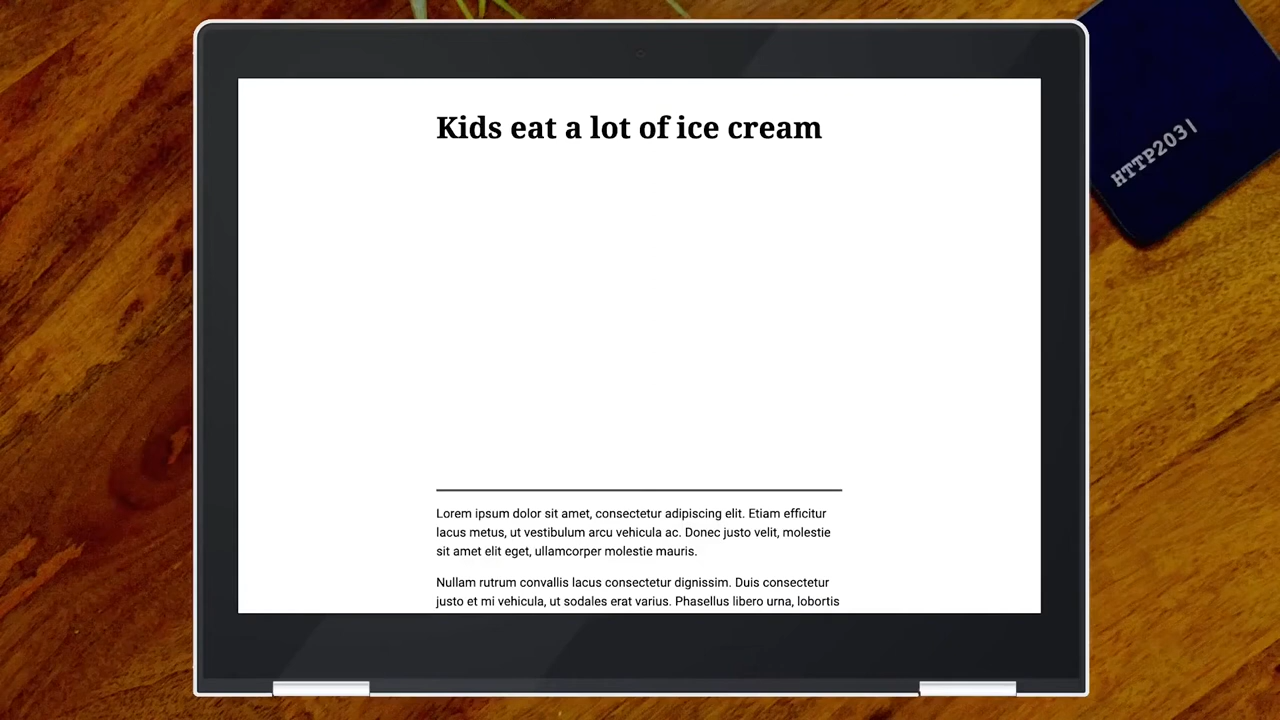 Kids eat a lot of ice cream
HTTP203|
Lorem ipsum dolor sit amet, consectetur adipiscing elit. Etiam efficitur
lacus metus, ut vestibulum arcu vehicula ac. Donec justo velit, molestie
sit amet elit eget, ullamcorper molestie mauris.
Nullam rutrum convallis lacus consectetur dignissim. Duis consectetur
justo et mi vehicula, ut sodales erat varius. Phasellus libero urna, lobortis